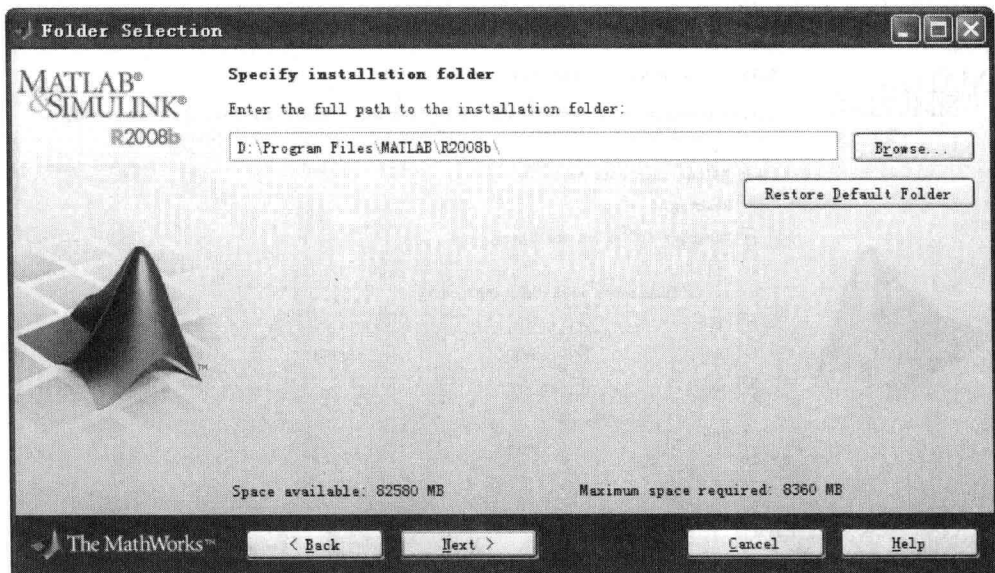 Folder Selection
MATLAB®
&SIMULINK®
R2008b
Specify installation folder
Enter the full path to the installation folder:
D:\Program Files\MATLAB\R2008b\
Browse...
Restore Default Folder
TM
Space available: 82580 MB
Maximum space required: 8360 MB
The MathWorks™
< Back
Next >
Cancel
Help